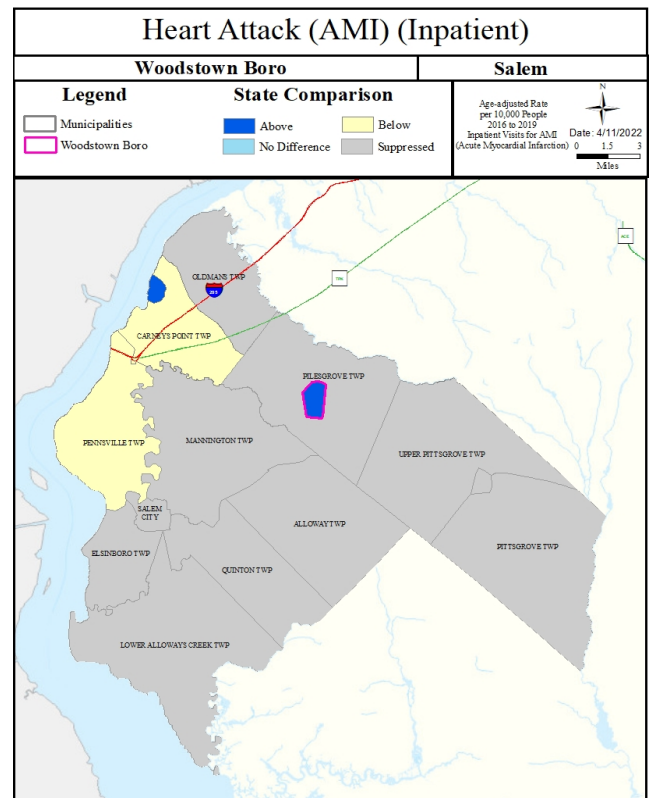 Heart Attack (AMI) (Inpatient)
Woodstown Boro
Salem
Legend
Municipalities
Woodstown Boro
State Comparison
Above
Below
No Difference
Suppressed
Age-adjusted Rate
per 10,000 People
2016 to 2019
Inpatient Visits for AMI
(Acute Myocardial Infarction)
N
Date: 4/11/2022
0 1.5 3
Miles
OLDMANS TWP
295
CARNEYS POINT TWP
PILESGROVE TWP
PENNSVILLE TWP
MANNINGTON TWP
UPPER PITTSGROVE TWP
SALEM
CITY
ALLOWAY TWP
PITTSGROVE TWP
ELSINBORO TWP
QUINTON TWP
LOWER ALLOWAYS CREEK TWP